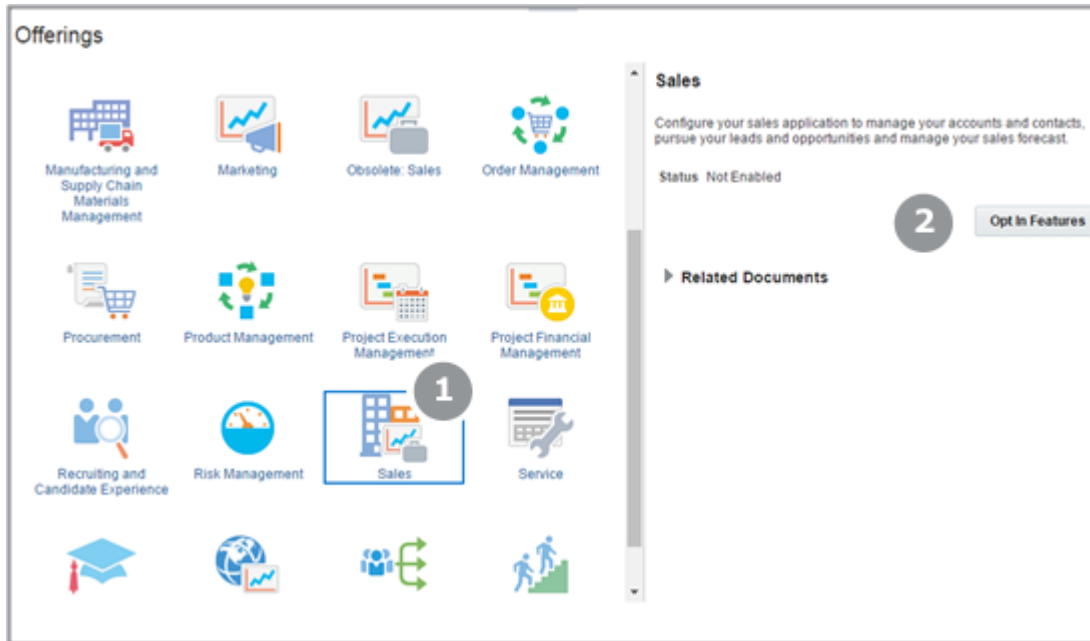 Offerings
Manufacturing and
Supply Chain
Materials
Management
Marketing
Obsolete: Sales
Order Management
Procurement
Product Management
Project Execution
Management
Project Financial
Management
1
Recruiting and
Candidate Experience
Risk Management
Sales
Service
Sales
Configure your sales application to manage your accounts and contacts,
pursue your leads and opportunities and manage your sales forecast.
Status Not Enabled
2
Opt In Features
Related Documents